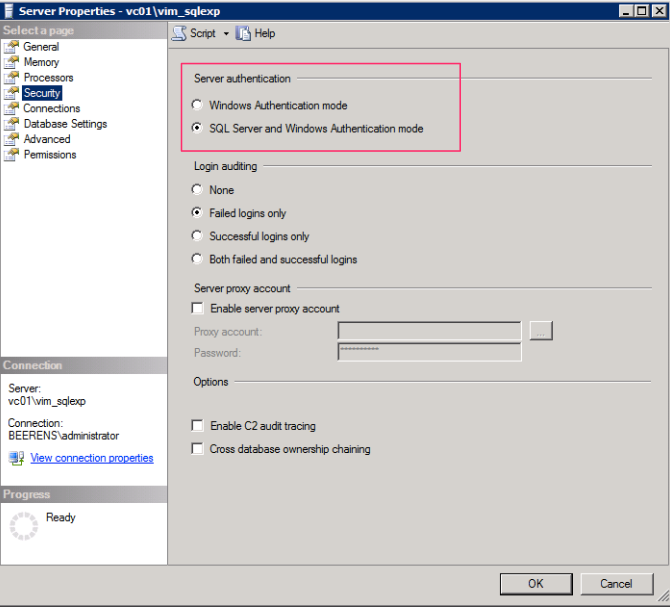 Server Properties - vc01\vim_sqlexp
Select a page
General
Memory
Processors
Security
Connections
Database Settings
Advanced
Permissions
Script
Help
Server authentication
Windows Authentication mode
SQL Server and Windows Authentication mode
Login auditing
None
Failed logins only
Successful logins only
Both failed and successful logins
Server proxy account
Enable server proxy account
Proxy account:
...
Password:
**********
Options
Enable C2 audit tracing
Cross database ownership chaining
Connection
Server:
vc01\vim_sqlexp
Connection:
BEERENS\administrator
View connection properties
Progress
Ready
OK
Cancel